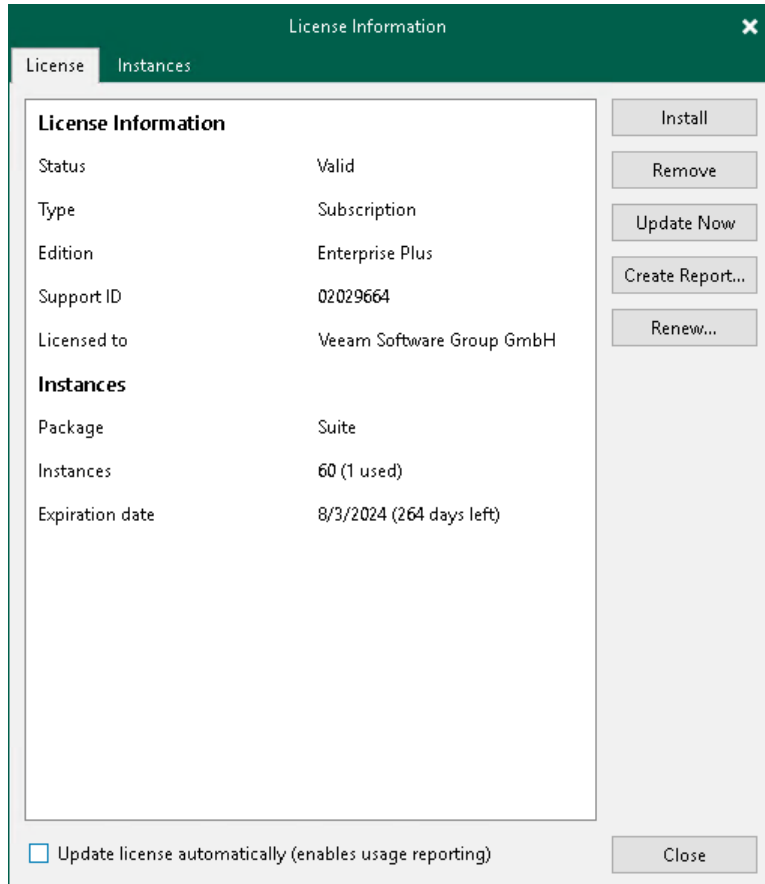 License Information
License
Instances
License Information
Status Valid
Type Subscription
Edition Enterprise Plus
Support ID 02029664
Licensed to Veeam Software Group GmbH
Instances
Package Suite
Instances 60 (1 used)
Expiration date 8/3/2024 (264 days left)
Install
Remove
Update Now
Create Report...
Renew...
Update license automatically (enables usage reporting)
Close